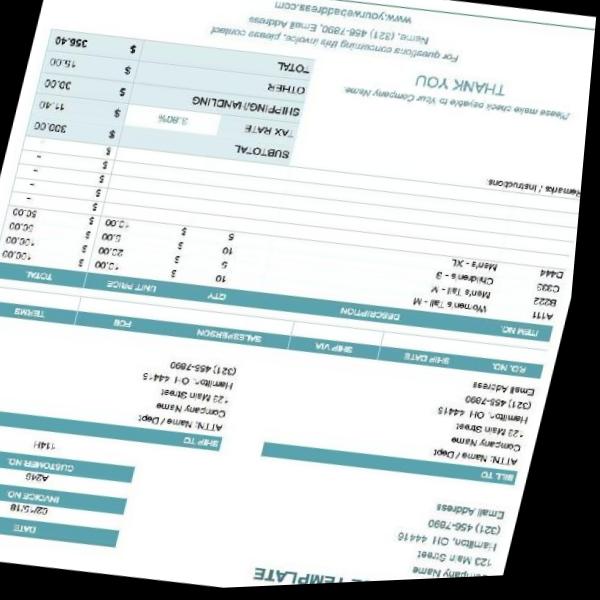 E TEMPLATE
Company Name
123 Main Street
Hamilton, OH 44416
(321) 456-7890
Email Address
DATE
02/15/18
INVOICE NO.
A246
CUSTOMER NO.
114H
BILL TO
SHIP TO
ATTN: Name / Dept
ATTN: Name / Dept
Company Name
Company Name
123 Main Street
123 Main Street
Hamilton, OH 44415
Hamilton, OH 44415
(321) 456-7890
(321) 456-7890
Email Address
P.O. NO. SHIP DATE SHIP VIA SALESPERSON FOB TERMS
ITEM NO. DESCRIPTION QTY UNIT PRICE TOTAL
A111 Women's Tall - M 10 $ 10.00 $ 100.00
B222 Men's Tall - M 5 $ 20.00 $ 100.00
C333 Children's - S 10 $ 5.00 $ 50.00
D444 Men's - XL 5 $ 10.00 $ 50.00
$ -
$ -
$ -
$ -
Remarks / Instructions:
SUBTOTAL $ 300.00
TAX RATE 3.80% $ 11.40
SHIPPING/HANDLING $ 30.00
OTHER $ 15.00
TOTAL $ 356.40
Please make check payable to Your Company Name.
THANK YOU
For questions concerning this invoice, please contact
Name, (321) 456-7890, Email Address
www.yourwebaddress.com